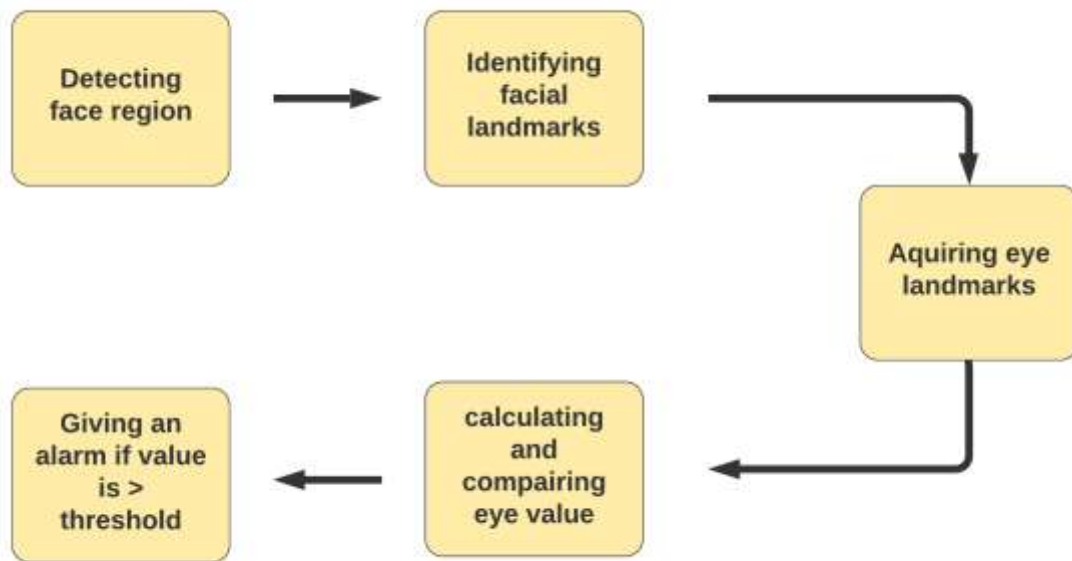 Detecting
face region
Identifying
facial
landmarks
Aquiring eye
landmarks
calculating
and
compairing
eye value
Giving an
alarm if value
is >
threshold